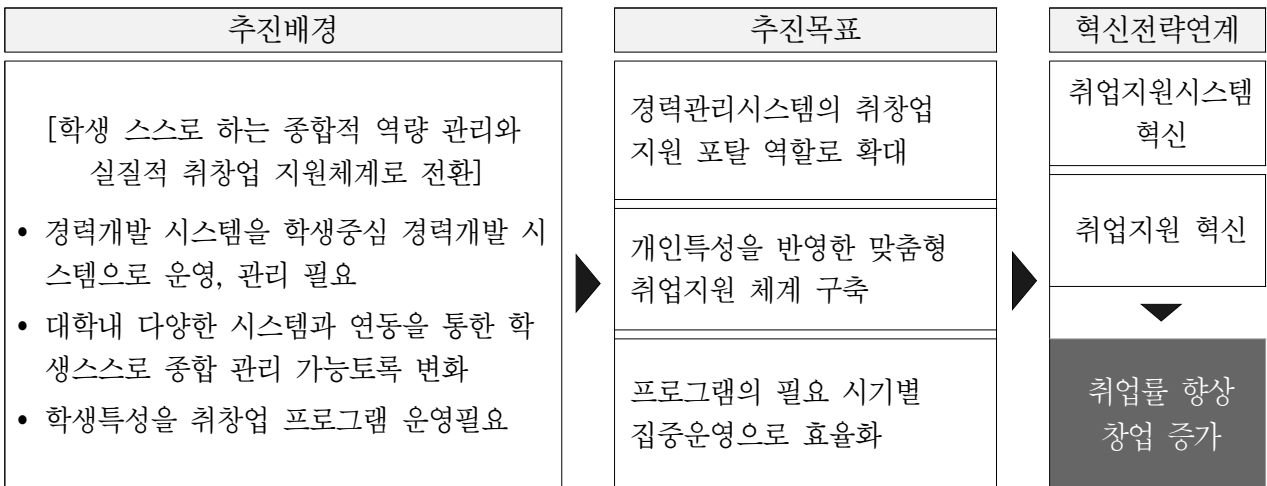 추진배경
[학생 스스로 하는 종합적 역량 관리와
실질적 취창업 지원체계로 전환]
• 경력개발 시스템을 학생중심 경력개발 시
스템으로 운영, 관리 필요
• 대학내 다양한 시스템과 연동을 통한 학
생스스로 종합 관리 가능토록 변화
• 학생특성을 취창업 프로그램 운영필요
추진목표
경력관리시스템의 취창업
지원 포탈 역할로 확대
개인특성을 반영한 맞춤형
취업지원 체계 구축
프로그램의 필요 시기별
집중운영으로 효율화
혁신전략연계
취업지원시스템
혁신
취업지원 혁신
취업률 향상
창업 증가